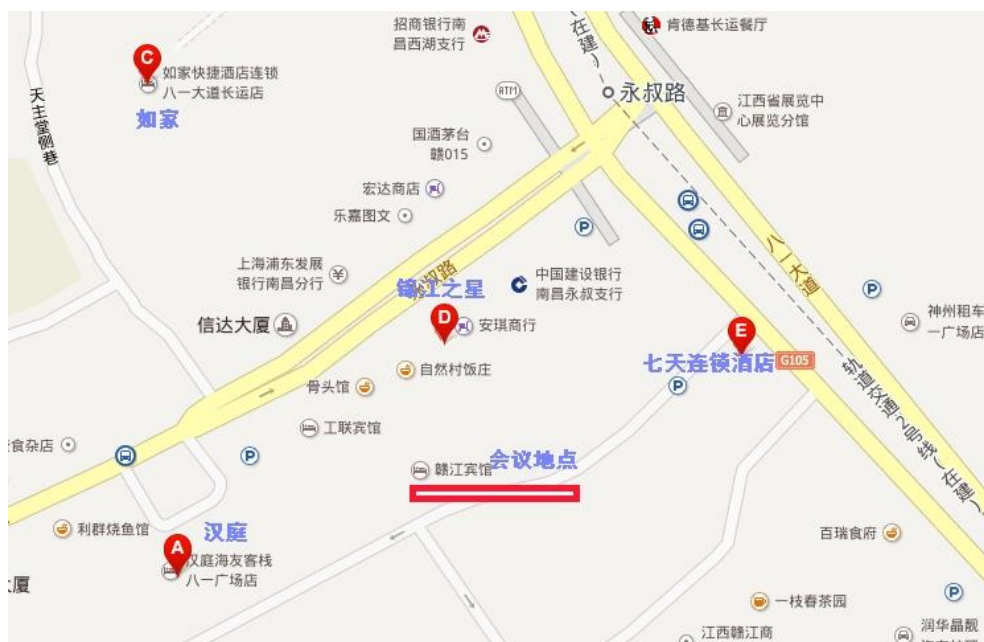 招商银行南
昌西湖支行
肯德基长运餐厅
在建）
C
如家快捷酒店连锁
八一大道长运店
如家
天主堂侧巷
ATM
永叔路
江西省展览中
心展览分馆
国酒茅台
赣015
宏达商店
乐嘉图文
P
八一大道
上海浦东发展
银行南昌分行
¥
永叔路
锦江之星
中国建设银行
南昌永叔支行
P
D
安琪商行
信达大厦
E
神州租车
一广场店
七天连锁酒店
G105
自然村饭庄
P
骨头馆
轨道交通2号线(在建)
工联宾馆
食杂店
P
赣江宾馆
会议地点
利群烧鱼馆
汉庭
百瑞食府
A
汉庭海友客栈
八一广场店
大厦
P
一枝春茶园
江西赣江商
润华晶靓